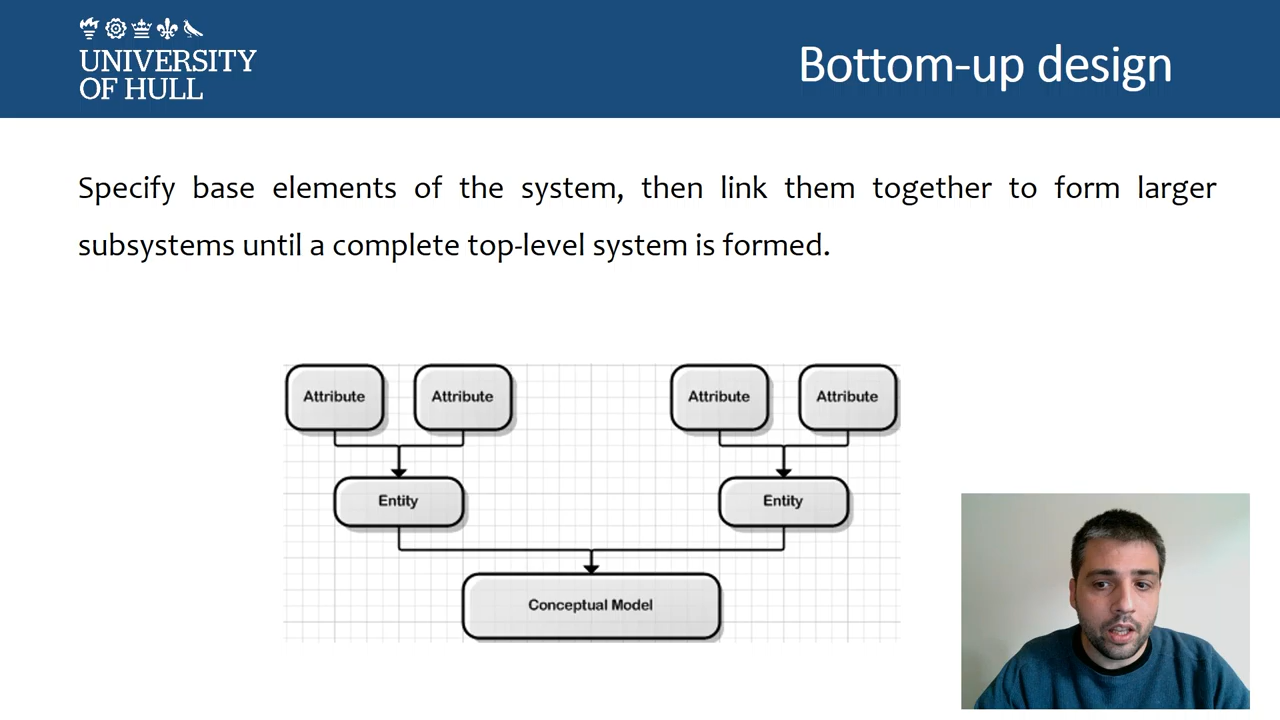 UNIVERSITY
OF HULL
Bottom-up design
Specify base elements of the system, then link them together to form larger
subsystems until a complete top-level system is formed.
Attribute Attribute Attribute Attribute
Entity Entity
Conceptual Model